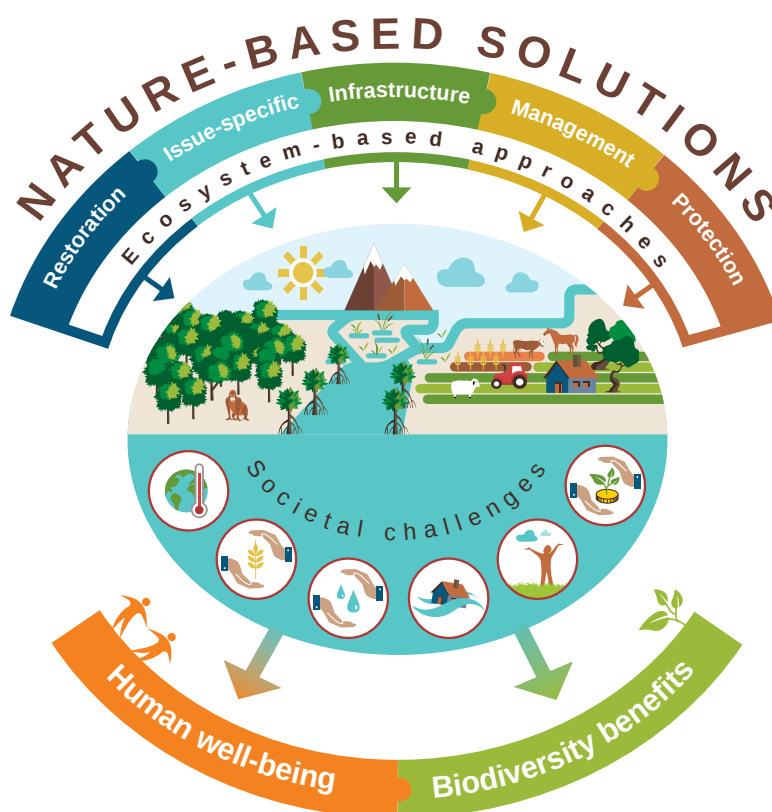 NATURE-BASED SOLUTIONS
Restoration
Issue-specific
Infrastructure
Management
Protection
Ecosystem-based approaches
Societal challenges
Human well-being
Biodiversity benefits